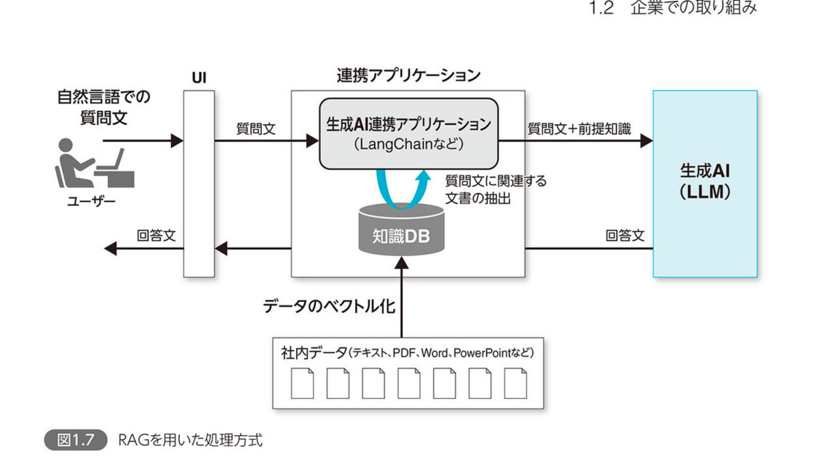 1.2 企業での取り組み
UI
連携アプリケーション
自然言語での
質問文
質問文
生成AI連携アプリケーション
(LangChainなど)
質問文+前提知識
生成AI
(LLM)
ユーザー
質問文に関連する
文書の抽出
回答文
知識DB
回答文
データのベクトル化
社内データ(テキスト、PDF、Word、PowerPointなど)
図1.7 RAGを用いた処理方式